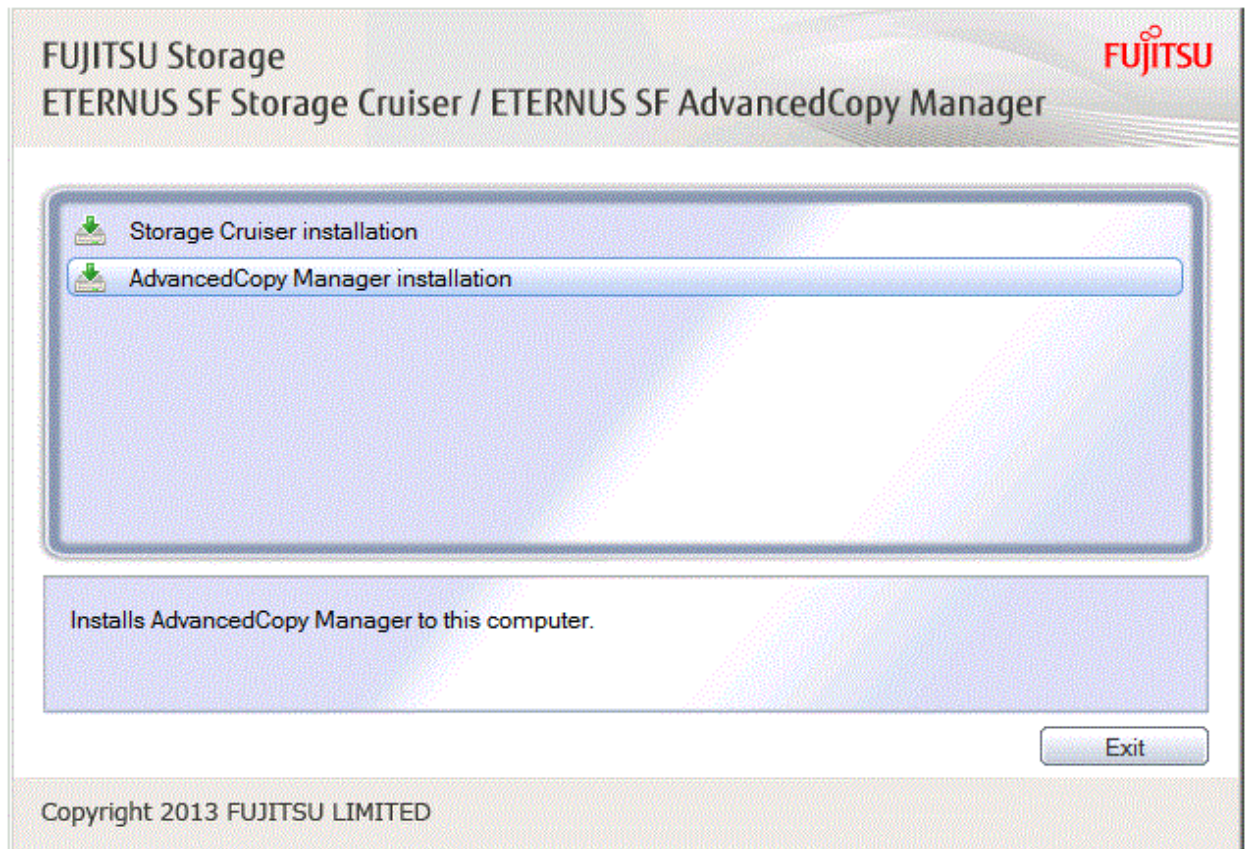 FUJITSU Storage
FUJITSU
ETERNUS SF Storage Cruiser / ETERNUS SF AdvancedCopy Manager
Storage Cruiser installation
AdvancedCopy Manager installation
Installs AdvancedCopy Manager to this computer.
Exit
Copyright 2013 FUJITSU LIMITED